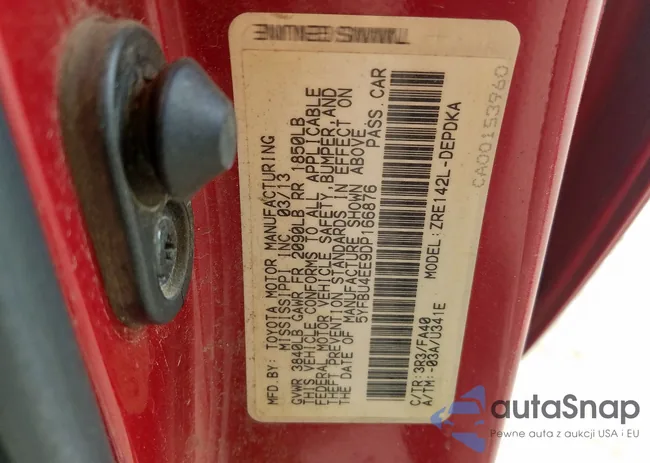 MFD.BY: TOYOTA MOTOR MANUFACTURING
MISSISSIPPI INC. 03/13
GVWR 3840LB GAWR FR 2090LB RR 1850LB
THIS VEHICLE CONFORMS TO ALL APPLICABLE
FEDERAL MOTOR VEHICLE SAFETY, BUMPER, AND
THEFT PREVENTION STANDARDS IN EFFECT ON
THE DATE OF MANUFACTURE SHOWN ABOVE
5YFBU4EE9DP166876 PASS.CAR
MODEL: ZRE142L-DEPDKA
C/TR: 3R3/FA40
A/TM: -03A/U341E
CA00153960
autaSnap
Pewne auta z aukcji USA i EU